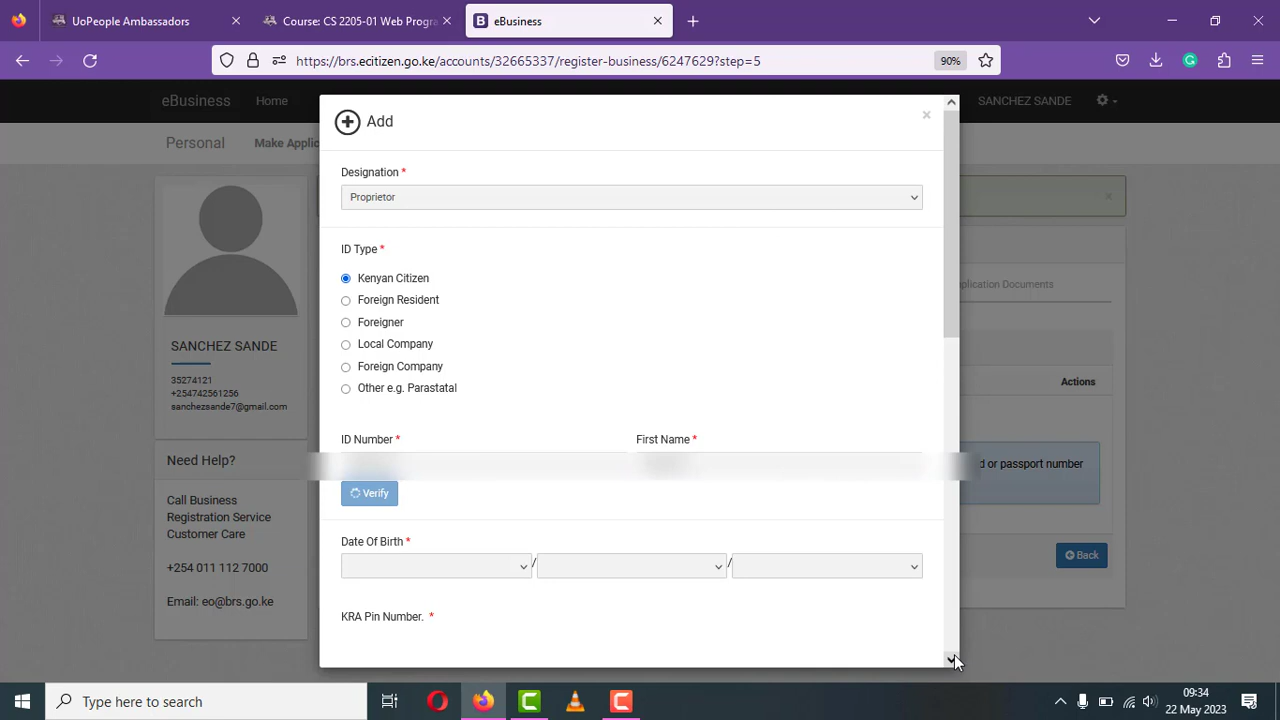 UoPeople Ambassadors
Course: CS 2205-01 Web Progra
eBusiness
https://brs.ecitizen.go.ke/accounts/32665337/register-business/6247629?step=5
90%
eBusiness
Home
SANCHEZ SANDE
Add
Personal
Make Applic
Designation *
Proprietor
ID Type *
Kenyan Citizen
Foreign Resident
Foreigner
Local Company
Foreign Company
Other e.g. Parastatal
pplication Documents
Actions
SANCHEZ SANDE
35274121
+254742561256
sanchezsande7@gmail.com
ID Number *
First Name *
d or passport number
Verify
Need Help?
Call Business
Registration Service
Customer Care
+254 011 112 7000
Email: eo@brs.go.ke
Date Of Birth *
/
/
Back
KRA Pin Number. *
Type here to search
09:34
22 May 2023